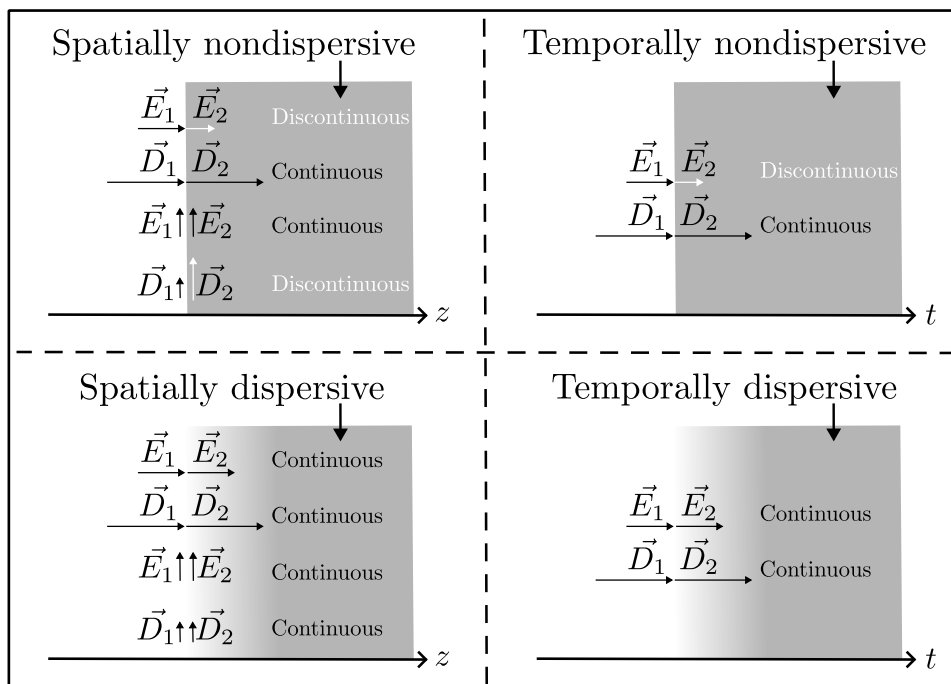 Spatially nondispersive
E⃗1 E⃗2 Discontinuous
D⃗1 D⃗2 Continuous
E⃗1 E⃗2 Continuous
D⃗1 D⃗2 Discontinuous
z
Temporally nondispersive
E⃗1 E⃗2 Discontinuous
D⃗1 D⃗2 Continuous
t
Spatially dispersive
E⃗1 E⃗2 Continuous
D⃗1 D⃗2 Continuous
E⃗1 E⃗2 Continuous
D⃗1 D⃗2 Continuous
z
Temporally dispersive
E⃗1 E⃗2 Continuous
D⃗1 D⃗2 Continuous
t